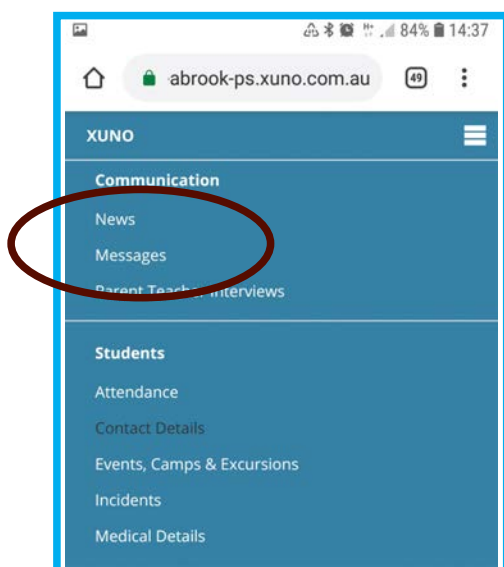 84% 14:37
abrook-ps.xuno.com.au 49
XUNO
Communication
News
Messages
Parent Teacher Interviews
Students
Attendance
Contact Details
Events, Camps & Excursions
Incidents
Medical Details